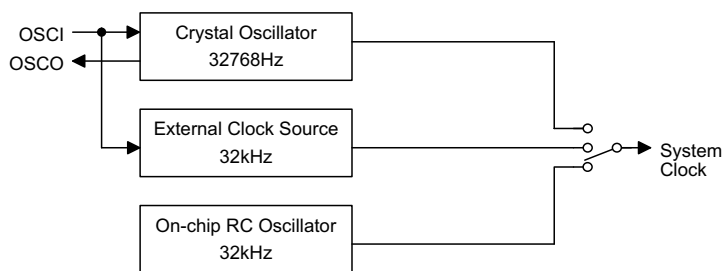 OSCI
OSCO
Crystal Oscillator
32768Hz
External Clock Source
32kHz
On-chip RC Oscillator
32kHz
System
Clock